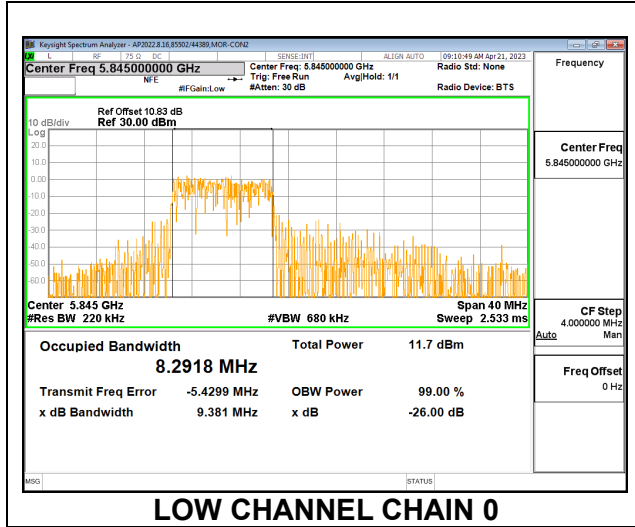 Keysight Spectrum Analyzer - AP2022.8.16,85502/44389,MOR-CON2
LXI L RF 75 Ω DC SENSE:INT ALIGN AUTO 09:10:49 AM Apr 21, 2023
Center Freq 5.845000000 GHz Center Freq: 5.845000000 GHz Radio Std: None Frequency
NFE Trig: Free Run Avg|Hold: 1/1
#IFGain:Low #Atten: 30 dB Radio Device: BTS
Ref Offset 10.83 dB
10 dB/div Ref 30.00 dBm
Log
20.0
10.0
0.00
-10.0
-20.0
-30.0
-40.0
-50.0
-60.0
Center 5.845 GHz Span 40 MHz
#Res BW 220 kHz #VBW 680 kHz Sweep 2.533 ms
Center Freq
5.845000000 GHz
CF Step
4.000000 MHz
Auto Man
Freq Offset
0 Hz
Occupied Bandwidth Total Power 11.7 dBm
8.2918 MHz
Transmit Freq Error -5.4299 MHz OBW Power 99.00 %
x dB Bandwidth 9.381 MHz x dB -26.00 dB
MSG STATUS
LOW CHANNEL CHAIN 0